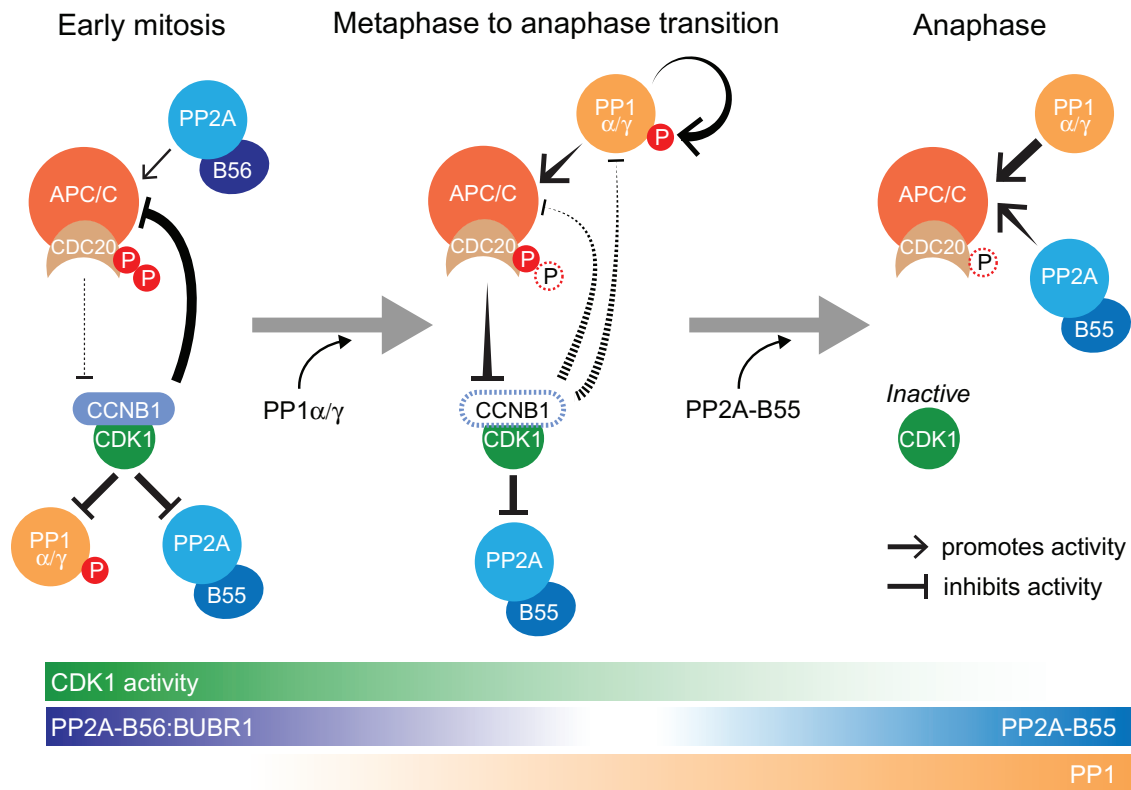 Early mitosis
Metaphase to anaphase transition
Anaphase
PP2A
B56
APC/C
CDC20
P
P
CCNB1
CDK1
PP1
α/γ
P
PP2A
B55
PP1α/γ
PP1
α/γ
P
APC/C
CDC20
P
P
CCNB1
CDK1
PP2A
B55
PP2A-B55
PP1
α/γ
APC/C
CDC20
P
PP2A
B55
Inactive
CDK1
promotes activity
inhibits activity
CDK1 activity
PP2A-B56:BUBR1
PP2A-B55
PP1